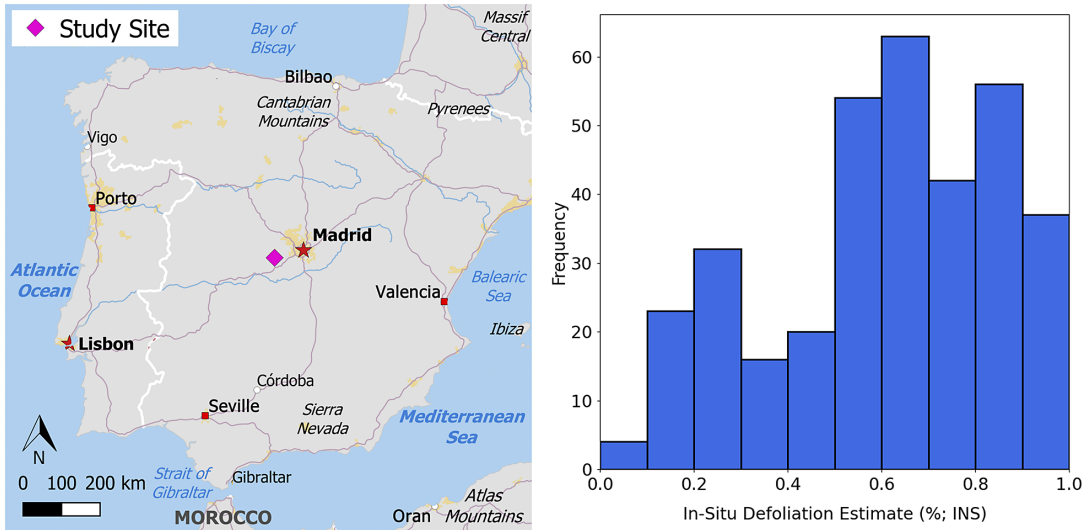 Study Site
Massif
Central
Bay of
Biscay
Bilbao
Cantabrian
Mountains
Pyrenees
Vigo
Porto
Madrid
Atlantic
Ocean
Valencia
Balearic
Sea
Ibiza
Lisbon
Córdoba
Seville
Sierra
Nevada
Mediterranean
Sea
N
Strait of
Gibraltar
Gibraltar
0 100 200 km
MOROCCO
Oran
Atlas
Mountains
Frequency
60
50
40
30
20
10
0
0.0 0.2 0.4 0.6 0.8 1.0
In-Situ Defoliation Estimate (%; INS)